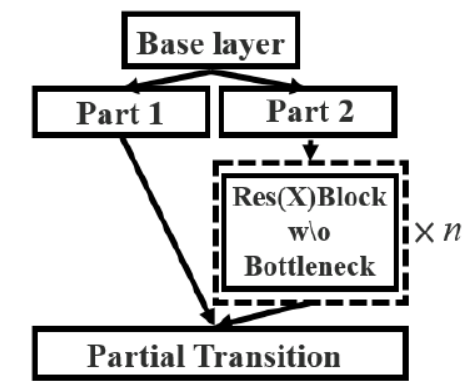 Base layer
Part 1
Part 2
Res(X)Block
w\o
Bottleneck
× n
Partial Transition